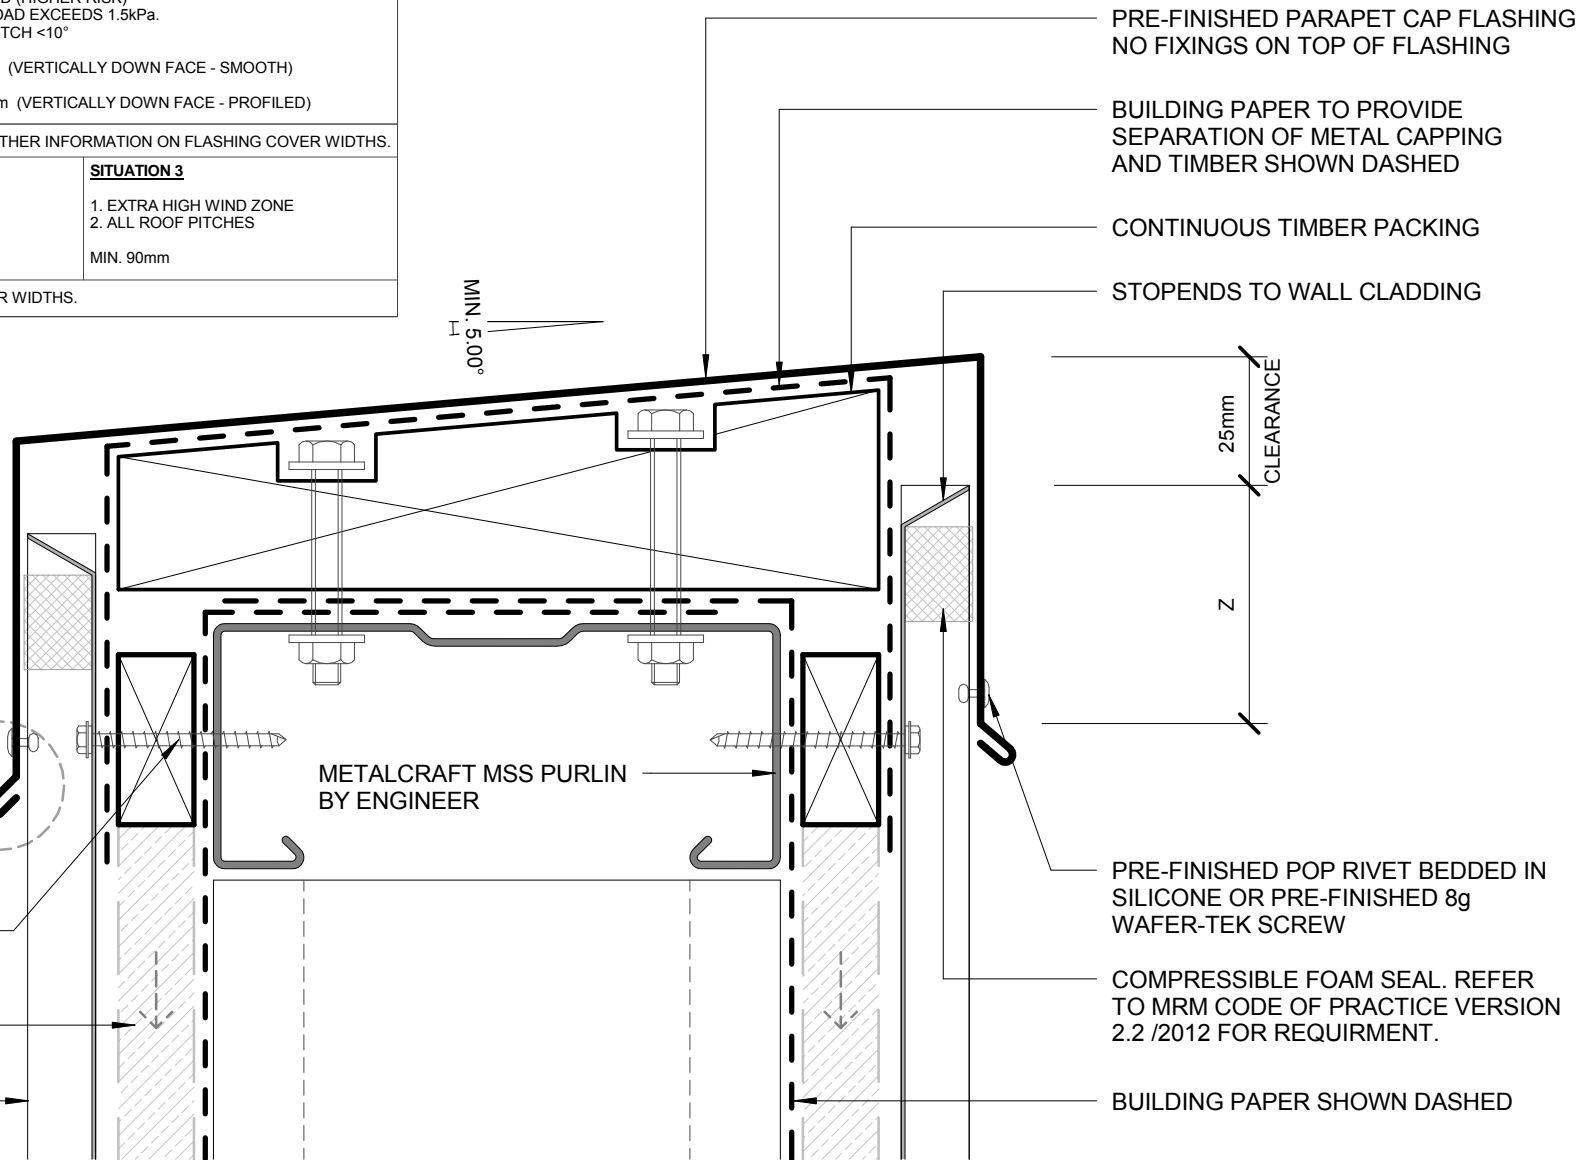 D (HIGHER RISK)
OAD EXCEEDS 1.5kPa.
TCH <10°
(VERTICALLY DOWN FACE - SMOOTH)
m (VERTICALLY DOWN FACE - PROFILED)
THER INFORMATION ON FLASHING COVER WIDTHS.
SITUATION 3
1. EXTRA HIGH WIND ZONE
2. ALL ROOF PITCHES
MIN. 90mm
R WIDTHS.
MIN. 5.00°
PRE-FINISHED PARAPET CAP FLASHING
NO FIXINGS ON TOP OF FLASHING
BUILDING PAPER TO PROVIDE
SEPARATION OF METAL CAPPING
AND TIMBER SHOWN DASHED
CONTINUOUS TIMBER PACKING
STOPENDS TO WALL CLADDING
25mm
CLEARANCE
Z
METALCRAFT MSS PURLIN
BY ENGINEER
PRE-FINISHED POP RIVET BEDDED IN
SILICONE OR PRE-FINISHED 8g
WAFER-TEK SCREW
COMPRESSIBLE FOAM SEAL. REFER
TO MRM CODE OF PRACTICE VERSION
2.2 /2012 FOR REQUIRMENT.
BUILDING PAPER SHOWN DASHED